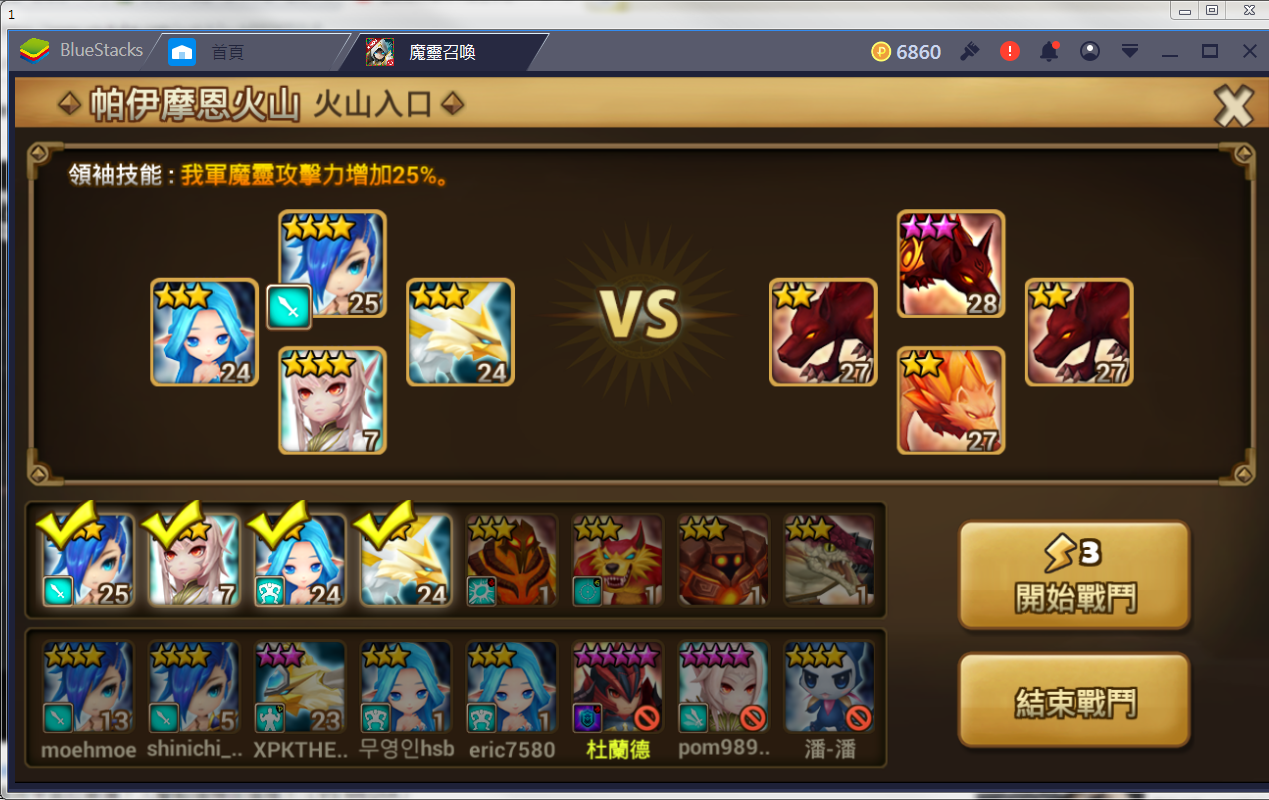 1
BlueStacks
首頁
魔靈召喚
P 6860
帕伊摩恩火山 火山入口
領袖技能 : 我軍魔靈攻擊力增加25%。
25
24
24
7
VS
28
27
27
27
25 7 24 24 1 1 1 1
3
開始戰鬥
13 5 23 1 1
moehmoe shinichi_.. XPKTHE.. 무영인hsb eric7580 杜蘭德 pom989.. 潘-潘
結束戰鬥